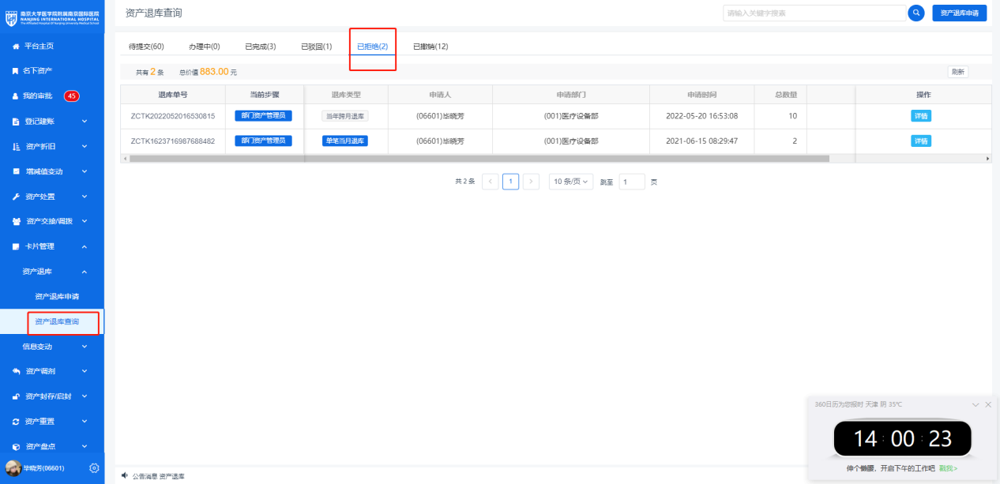 南京大学医学院附属南京国际医院
NANJING INTERNATIONAL HOSPITAL
平台主页
名下资产
我的审批 45
登记建账
资产折旧
增减值变动
资产处置
资产交接/调拨
卡片管理
资产退库
资产退库申请
资产退库查询
信息变动
资产调剂
资产封存/启封
资产重置
资产盘点
毕晓芳(06601)
资产退库查询
请输入关键字搜素
资产退库申请
待提交(60) 办理中(0) 已完成(3) 已驳回(1) 已拒绝(2) 已撤销(12)
共有 2 条 总价值 883.00 元 刷新
退库单号 当前步骤 退库类型 申请人 申请部门 申请时间 总数量 操作
ZCTK2022052016530815 部门资产管理员 当年跨月退库 (06601)毕晓芳 (001)医疗设备部 2022-05-20 16:53:08 10 详情
ZCTK1623716987688482 部门资产管理员 单笔当月退库 (06601)毕晓芳 (001)医疗设备部 2021-06-15 08:29:47 2 详情
共 2 条 < 1 > 10 条/页 跳至 1 页
360日历为您报时 天津 阴 35℃
14:00:23
伸个懒腰，开启下午的工作吧 戳我>
公告消息 资产退库